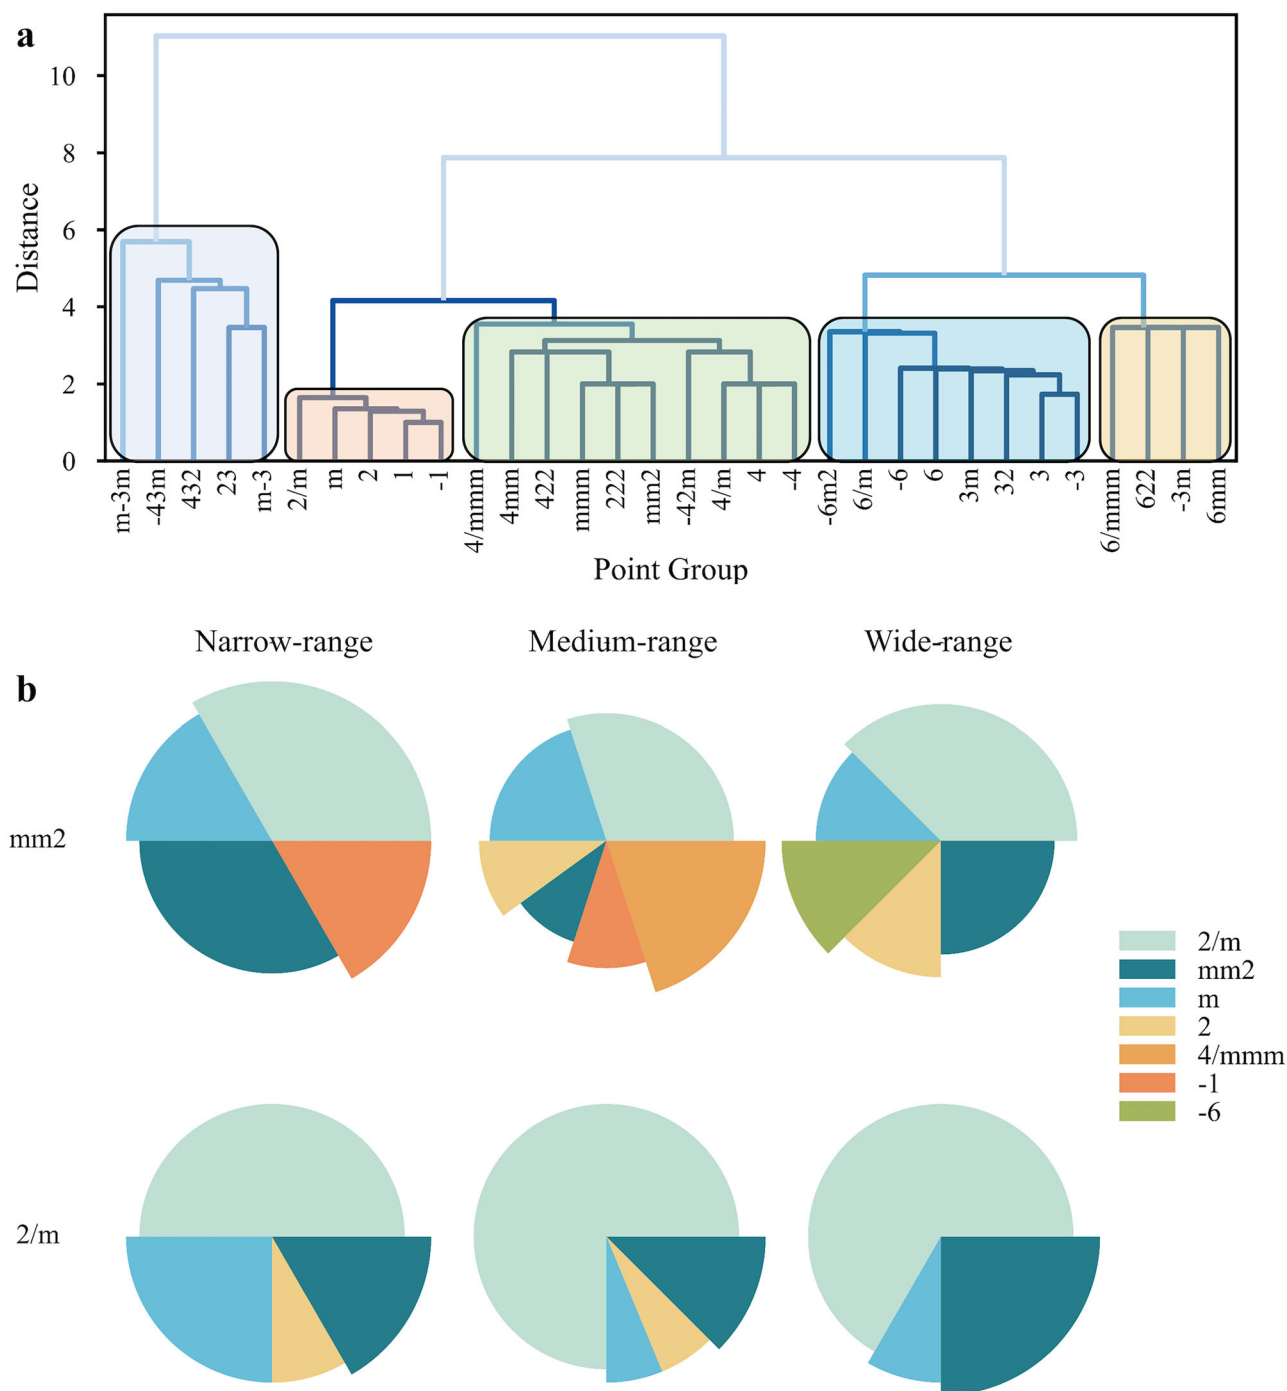 a
10
8
6
4
2
0
Distance
m-3m
-43m
432
23
m-3
2/m
m
2
1
-1
4/mmm
4mm
422
mmm
222
mm2
-42m
4/m
4
-4
-6m2
6/m
-6
6
3m
32
3
-3
6/mmm
622
-3m
6mm
Point Group
Narrow-range
Medium-range
Wide-range
b
mm2
2/m
mm2
m
2
4/mmm
-1
-6
2/m